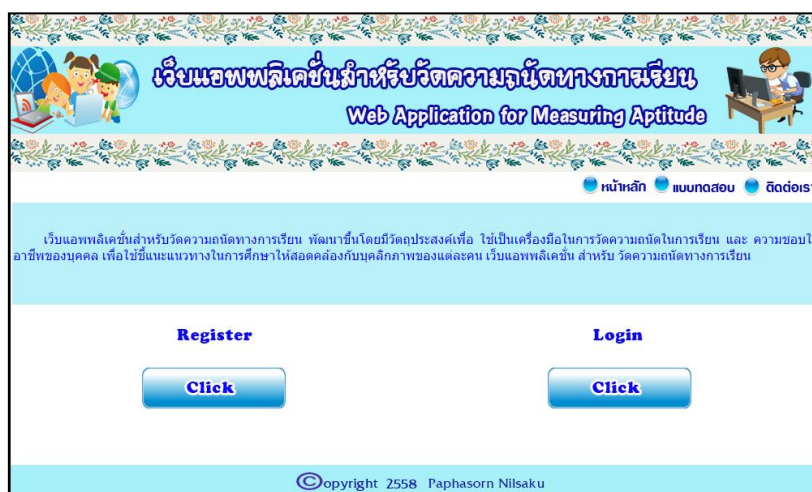 เว็บแอพพลิเคชั่นสำหรับวัดความถนัดทางการเรียน
Web Application for Measuring Aptitude
หน้าหลัก แบบทดสอบ ติดต่อเรา
เว็บแอพพลิเคชั่นสำหรับวัดความถนัดทางการเรียน พัฒนาขึ้นโดยมีวัตถุประสงค์เพื่อ ใช้เป็นเครื่องมือในการวัดความถนัดในการเรียน และ ความชอบใ
อาชีพของบุคคล เพื่อใช้ชี้แนะแนวทางในการศึกษาให้สอดคล้องกับบุคลิกภาพของแต่ละคน เว็บแอพพลิเคชั่น สำหรับ วัดความถนัดทางการเรียน
Register Login
Click Click
©opyright 2558 Paphasorn Nilsaku